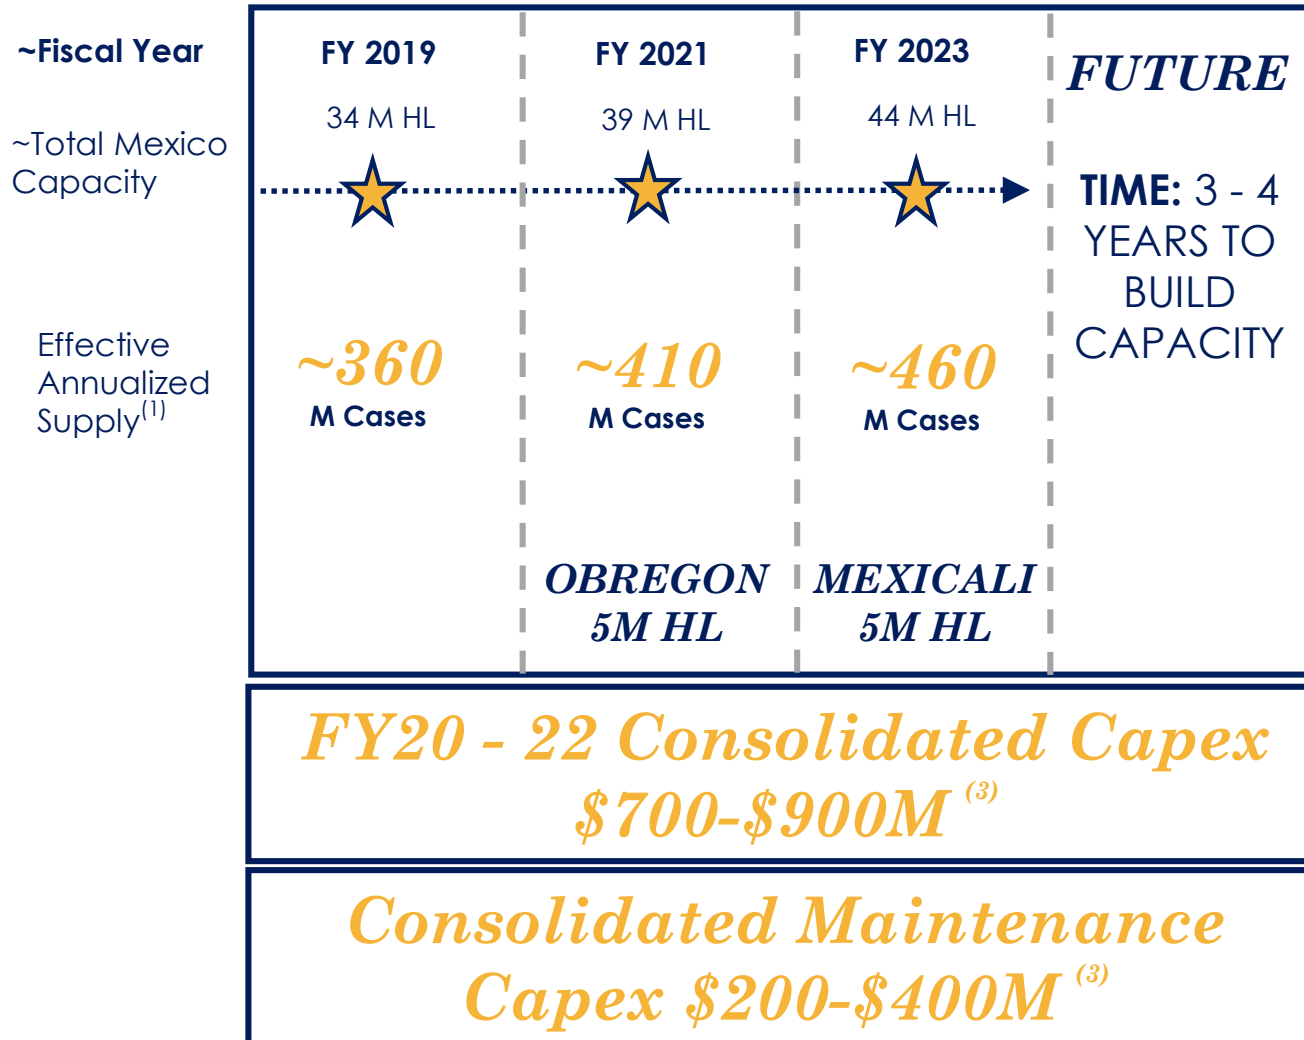 ~Fiscal Year
FY 2019
FY 2021
FY 2023
FUTURE
~Total Mexico
Capacity
34 M HL
39 M HL
44 M HL
TIME: 3 - 4
YEARS TO
BUILD
CAPACITY
Effective
Annualized
Supply(1)
~360
M Cases
~410
M Cases
~460
M Cases
OBREGON
5M HL
MEXICALI
5M HL
FY20 - 22 Consolidated Capex
$700-$900M (3)
Consolidated Maintenance
Capex $200-$400M (3)